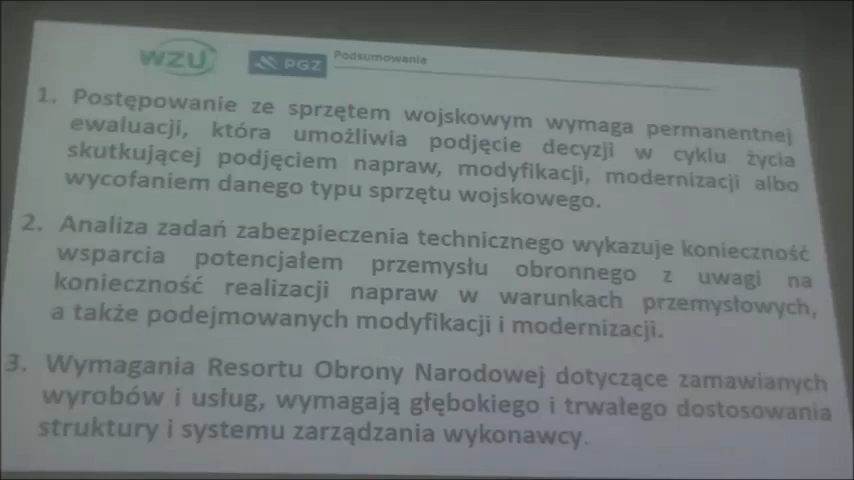 WZU PGZ Podsumowanie
1. Postępowanie ze sprzętem wojskowym wymaga permanentnej
ewaluacji, która umożliwia podjęcie decyzji w cyklu życia
skutkującej podjęciem napraw, modyfikacji, modernizacji albo
wycofaniem danego typu sprzętu wojskowego.
2. Analiza zadań zabezpieczenia technicznego wykazuje konieczność
wsparcia potencjałem przemysłu obronnego z uwagi na
konieczność realizacji napraw w warunkach przemysłowych,
a także podejmowanych modyfikacji i modernizacji.
3. Wymagania Resortu Obrony Narodowej dotyczące zamawianych
wyrobów i usług, wymagają głębokiego i trwałego dostosowania
struktury i systemu zarządzania wykonawcy.